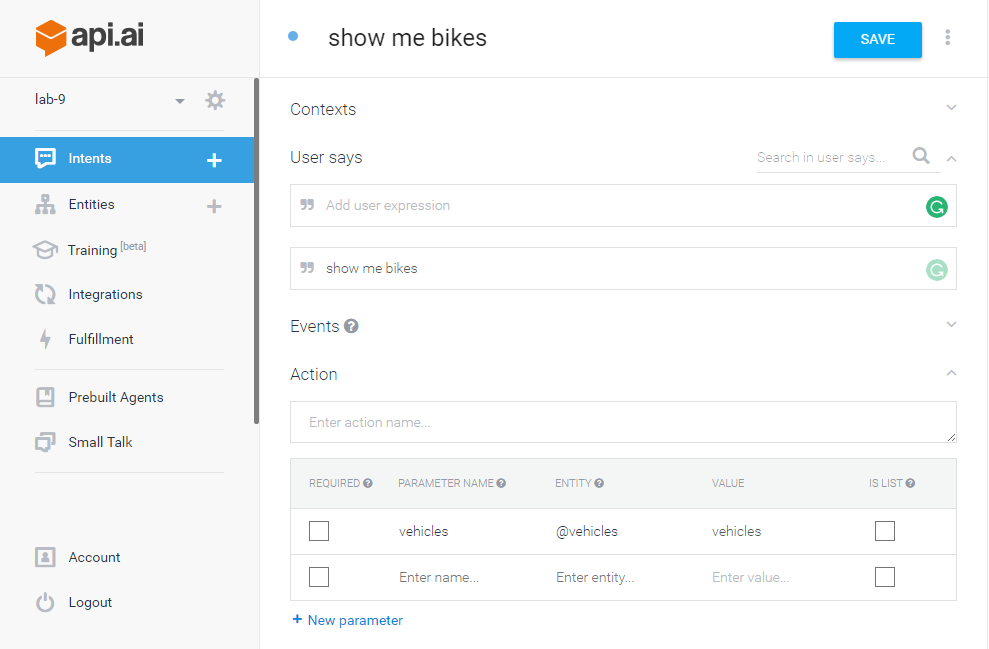 api.ai
show me bikes
SAVE
lab-9
Intents
Entities
Training [beta]
Integrations
Fulfillment
Prebuilt Agents
Small Talk
Account
Logout
Contexts
User says
Search in user says...
Add user expression
show me bikes
Events
Action
Enter action name...
REQUIRED PARAMETER NAME ENTITY VALUE IS LIST
vehicles @vehicles vehicles
Enter name... Enter entity... Enter value...
+ New parameter